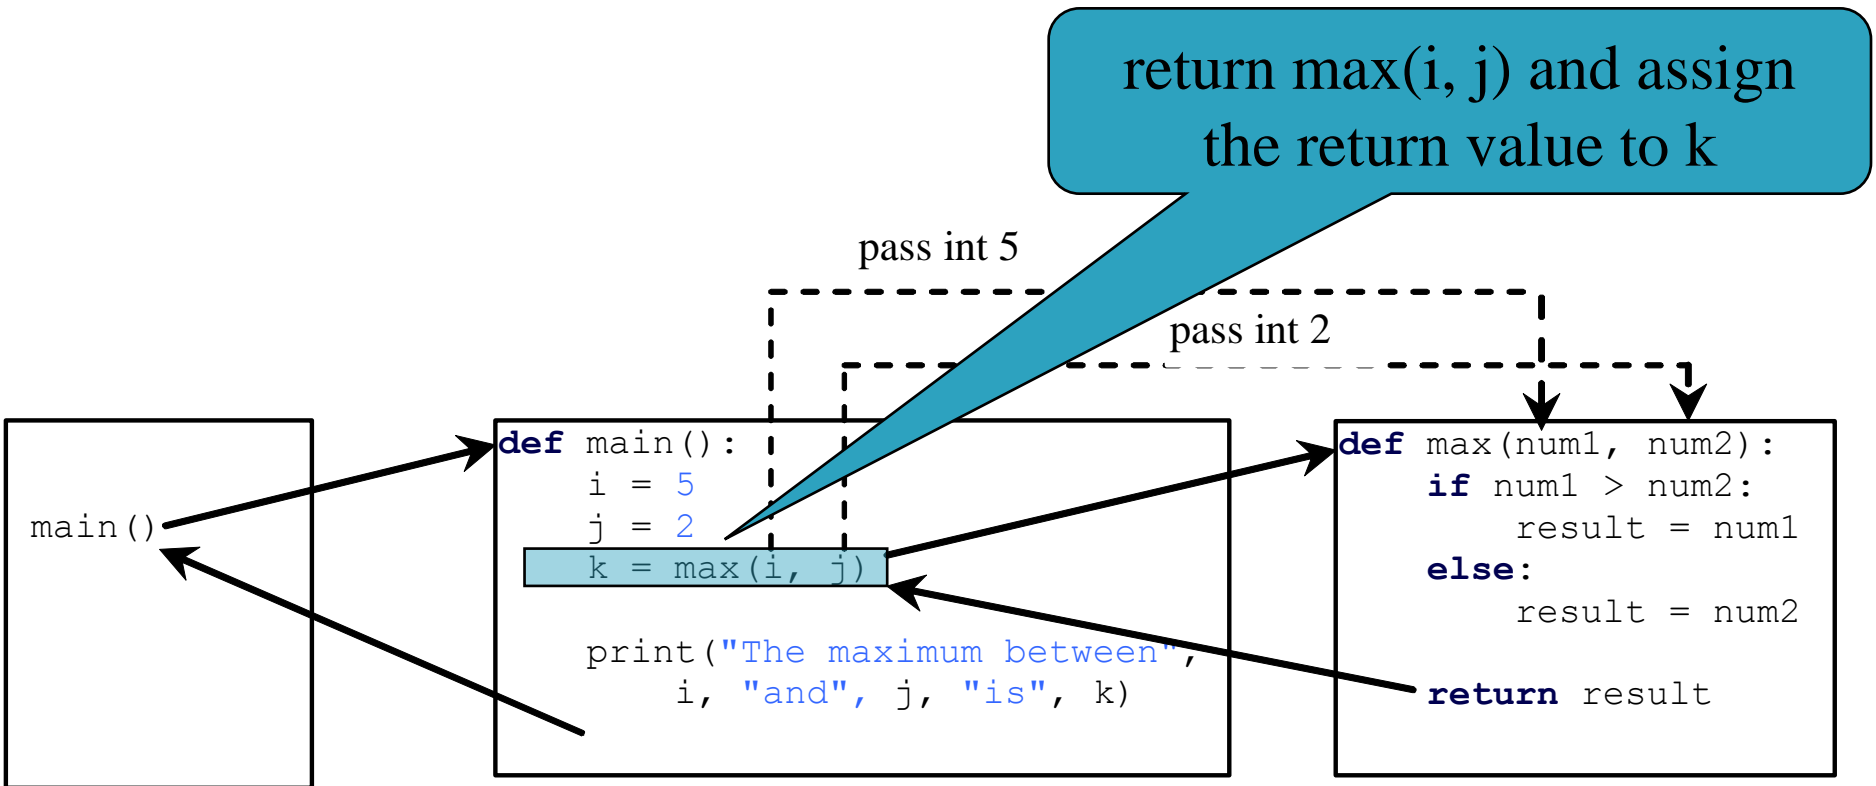 return max(i, j) and assign
the return value to k
pass int 5
pass int 2
main()
def main():
    i = 5
    j = 2
    k = max(i, j)
    print("The maximum between",
        i, "and", j, "is", k)
def max(num1, num2):
    if num1 > num2:
        result = num1
    else:
        result = num2
    return result